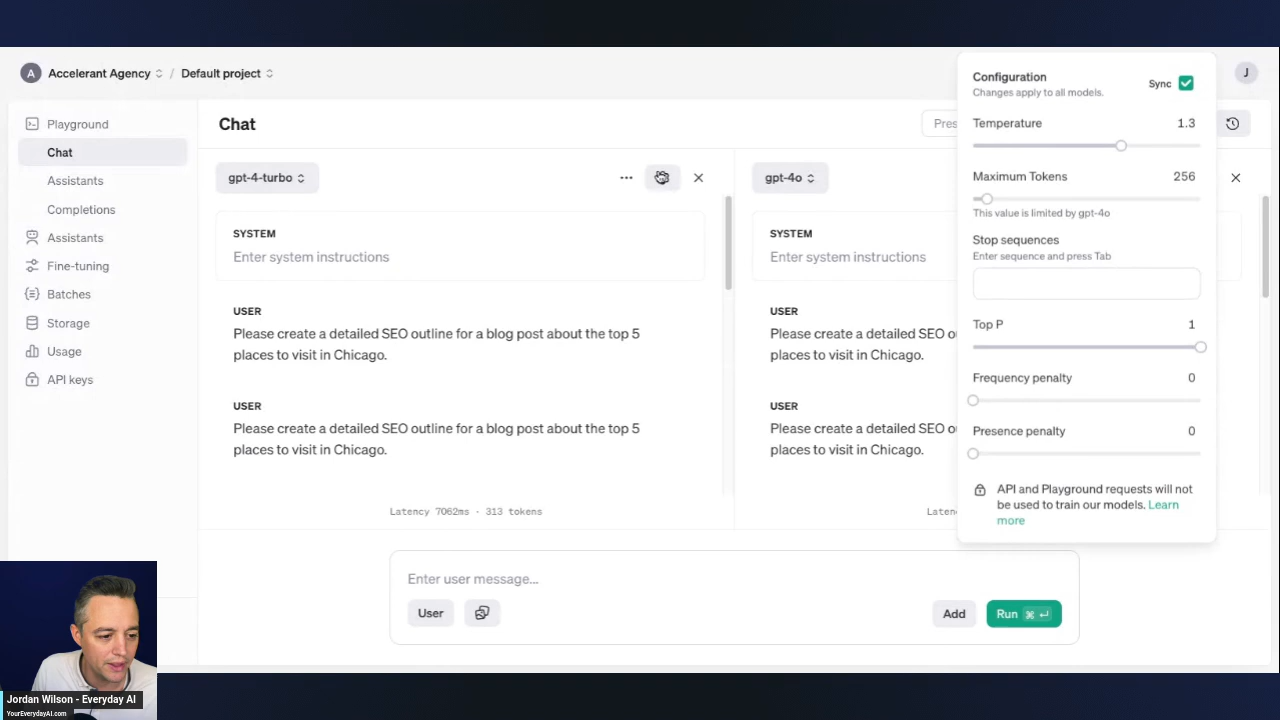 A Accelerant Agency / Default project
J
Playground
Chat
Assistants
Completions
Assistants
Fine-tuning
Batches
Storage
Usage
API keys
Chat
Pres
gpt-4-turbo
SYSTEM
Enter system instructions
USER
Please create a detailed SEO outline for a blog post about the top 5
places to visit in Chicago.
USER
Please create a detailed SEO outline for a blog post about the top 5
places to visit in Chicago.
Latency 7062ms · 313 tokens
gpt-4o
SYSTEM
Enter system instructions
USER
Please create a detailed SEO o
places to visit in Chicago.
USER
Please create a detailed SEO o
places to visit in Chicago.
Laten
Configuration
Sync
Changes apply to all models.
Temperature 1.3
Maximum Tokens 256
This value is limited by gpt-4o
Stop sequences
Enter sequence and press Tab
Top P 1
Frequency penalty 0
Presence penalty 0
API and Playground requests will not
be used to train our models. Learn
more
Enter user message...
User
Add
Run ⌘ ↵
Jordan Wilson - Everyday AI
YourEverydayAI.com